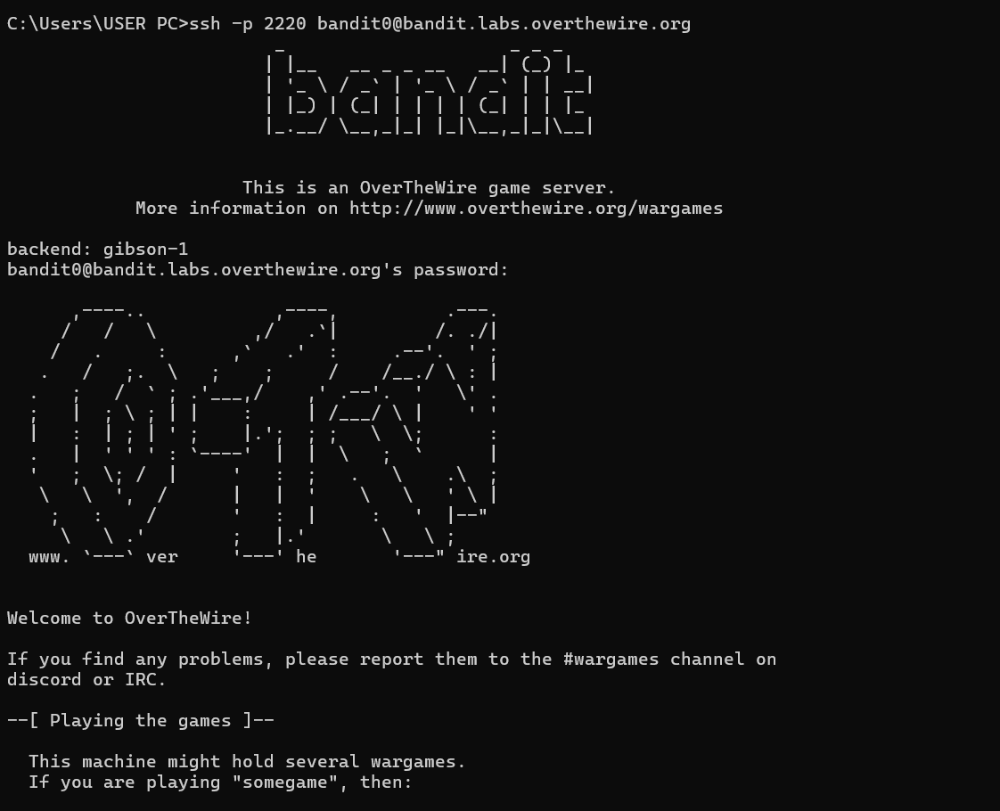 C:\Users\USER PC>ssh -p 2220 bandit0@bandit.labs.overthewire.org
                         _                     _ _ _
                        | |__   __ _ _ __   __| (_) |_
                        | '_ \ / _` | '_ \ / _` | | __|
                        | |_) | (_| | | | | (_| | | |_
                        |_.__/ \__,_|_| |_|\__,_|_|\__|
                      This is an OverTheWire game server.
            More information on http://www.overthewire.org/wargames
backend: gibson-1
bandit0@bandit.labs.overthewire.org's password:
      ,----..            ,----,          .---.
     /   /   \         ,/   .`|         /. ./|
    /   .     :      ,`   .'  :     .--'.  ' ;
   .   /   ;.  \   ;    ;     /    /__./ \ : |
  .   ;   /  ` ; .'___,/    ,' .--'.  '   \' .
  ;   |  ; \ ; | |    :     | /___/ \ |    ' '
  |   :  | ; | ' ;    |.';  ; ;   \  \;      :
  .   |  ' ' ' : `----'  |  |  \   ;  `      |
  '   ;  \; /  |     '   :  ;   .   \    .\  ;
   \   \  ',  /      |   |  '    \   \   ' \ |
    ;   :    /       '   :  |     :   '  |--"
     \   \ .'        ;   |.'       \   \ ;
  www. `---` ver     '---' he       '---" ire.org
Welcome to OverTheWire!
If you find any problems, please report them to the #wargames channel on
discord or IRC.
--[ Playing the games ]--
  This machine might hold several wargames.
  If you are playing "somegame", then: